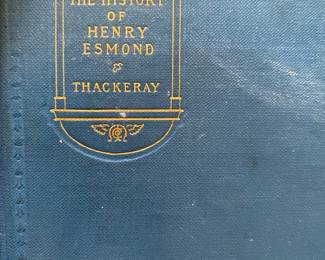 THE HISTORY
OF
HENRY
ESMOND
&
THACKERAY